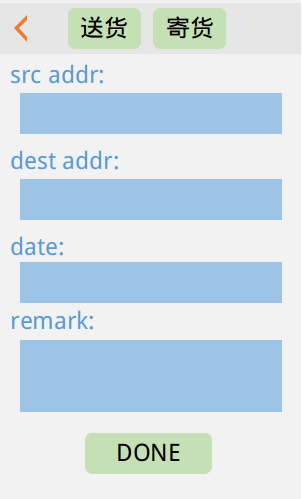 送货 寄货
src addr:
dest addr:
date:
remark:
DONE